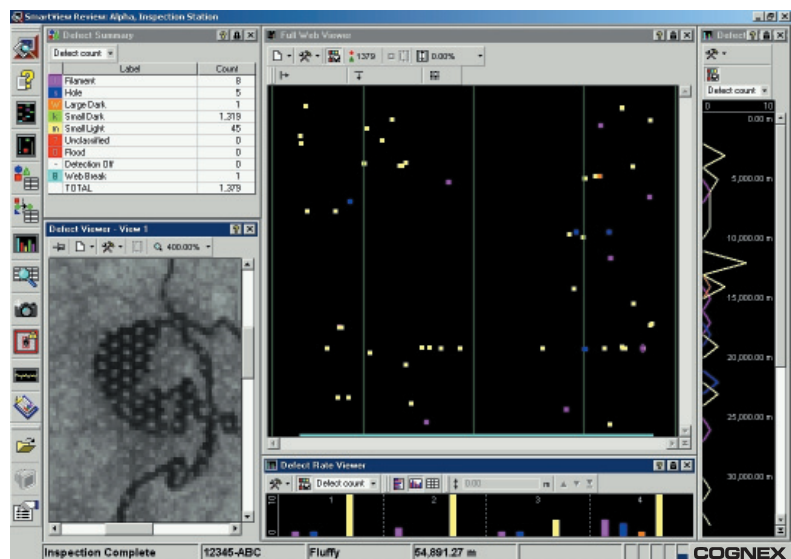 SmartView Review: Alpha, Inspection Station
Defect Summary
Defect count
Label Count
Filament 8
Hole 5
Large Dark 1
k Small Dark 1,319
m Small Light 45
Unclassified 0
Flood 0
- Detection Off 0
B Web Break 1
TOTAL 1,379
Defect Viewer - View 1
400.00%
Full Web Viewer
1379 0.00%
Defect
Defect count
0 10
0.00 m
5,000.00 m
10,000.00 m
15,000.00 m
20,000.00 m
25,000.00 m
30,000.00 m
Defect Rate Viewer
Defect count 0.00 m
10 1 2 3 4
0
Inspection Complete 12345-ABC Fluffy 54,891.27 m
COGNEX